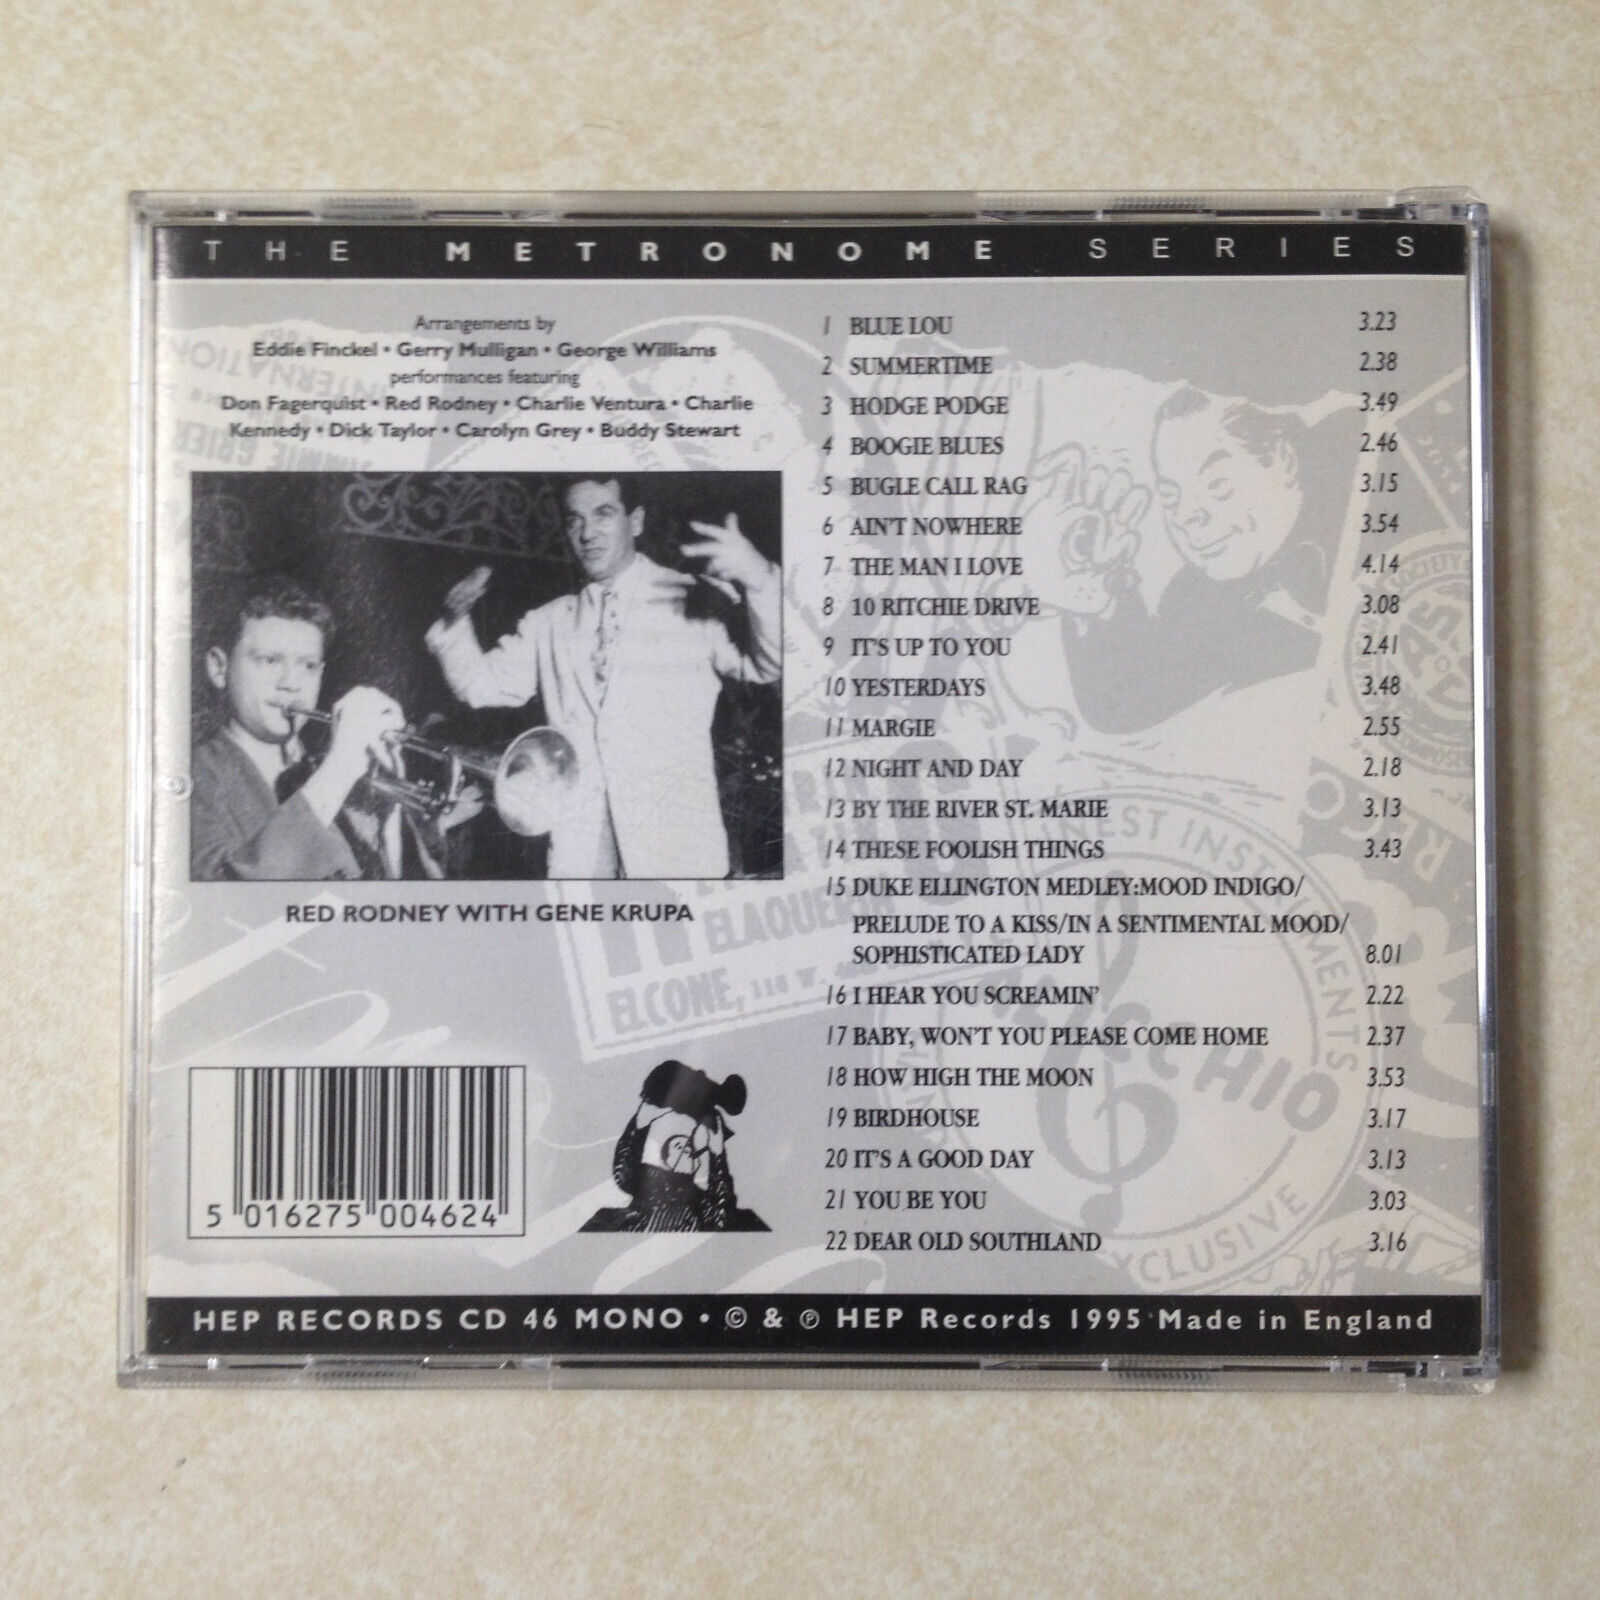 THE METRONOME SERIES
Arrangements by
Eddie Finckel • Gerry Mulligan • George Williams
performances featuring
Don Fagerquist • Red Rodney • Charlie Ventura • Charlie
Kennedy • Dick Taylor • Carolyn Grey • Buddy Stewart
RED RODNEY WITH GENE KRUPA
1 BLUE LOU 3.23
2 SUMMERTIME 2.38
3 HODGE PODGE 3.49
4 BOOGIE BLUES 2.46
5 BUGLE CALL RAG 3.15
6 AIN'T NOWHERE 3.54
7 THE MAN I LOVE 4.14
8 10 RITCHIE DRIVE 3.08
9 IT'S UP TO YOU 2.41
10 YESTERDAYS 3.48
11 MARGIE 2.55
12 NIGHT AND DAY 2.18
13 BY THE RIVER ST. MARIE 3.13
14 THESE FOOLISH THINGS 3.43
15 DUKE ELLINGTON MEDLEY:MOOD INDIGO/
PRELUDE TO A KISS/IN A SENTIMENTAL MOOD/
SOPHISTICATED LADY 8.01
16 I HEAR YOU SCREAMIN' 2.22
17 BABY, WON'T YOU PLEASE COME HOME 2.37
18 HOW HIGH THE MOON 3.53
19 BIRDHOUSE 3.17
20 IT'S A GOOD DAY 3.13
21 YOU BE YOU 3.03
22 DEAR OLD SOUTHLAND 3.16
5 016275 004624
ELCONE,
INSTRUMENTS
HEP RECORDS CD 46 MONO • © & ℗ HEP Records 1995 Made in England